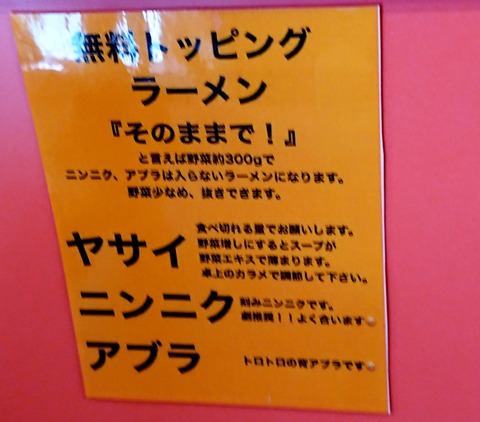 無料トッピング
ラーメン
『そのままで！』
と言えば野菜約300gで
ニンニク、アブラは入らないラーメンになります。
野菜少なめ、抜きできます。
ヤサイ
食べ切れる量でお願いします。
野菜増しにするとスープが
野菜エキスで薄まります。
卓上のカラメで調節して下さい。
ニンニク
刻みニンニクです。
劇推奨！！よく合います
アブラ
トロトロの背アブラです